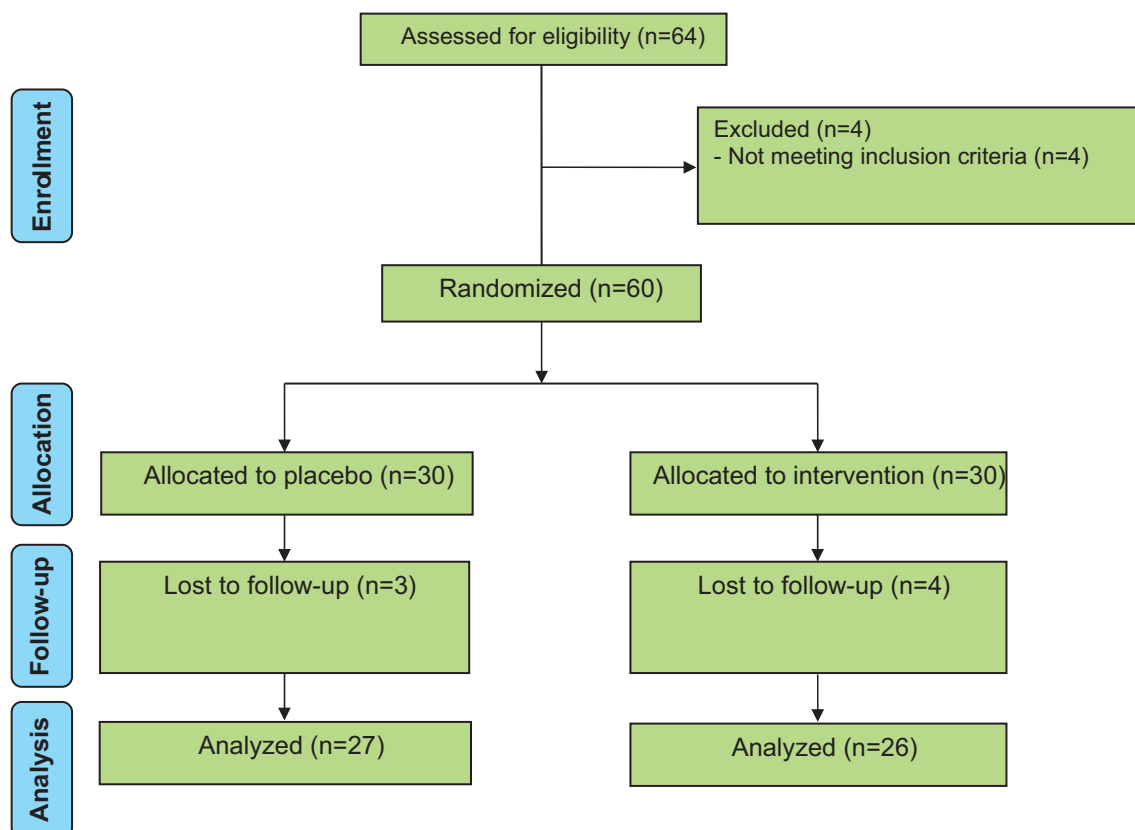 Assessed for eligibility (n=64)
Enrollment
Excluded (n=4)
- Not meeting inclusion criteria (n=4)
Randomized (n=60)
Allocation
Allocated to placebo (n=30)
Allocated to intervention (n=30)
Follow-up
Lost to follow-up (n=3)
Lost to follow-up (n=4)
Analysis
Analyzed (n=27)
Analyzed (n=26)